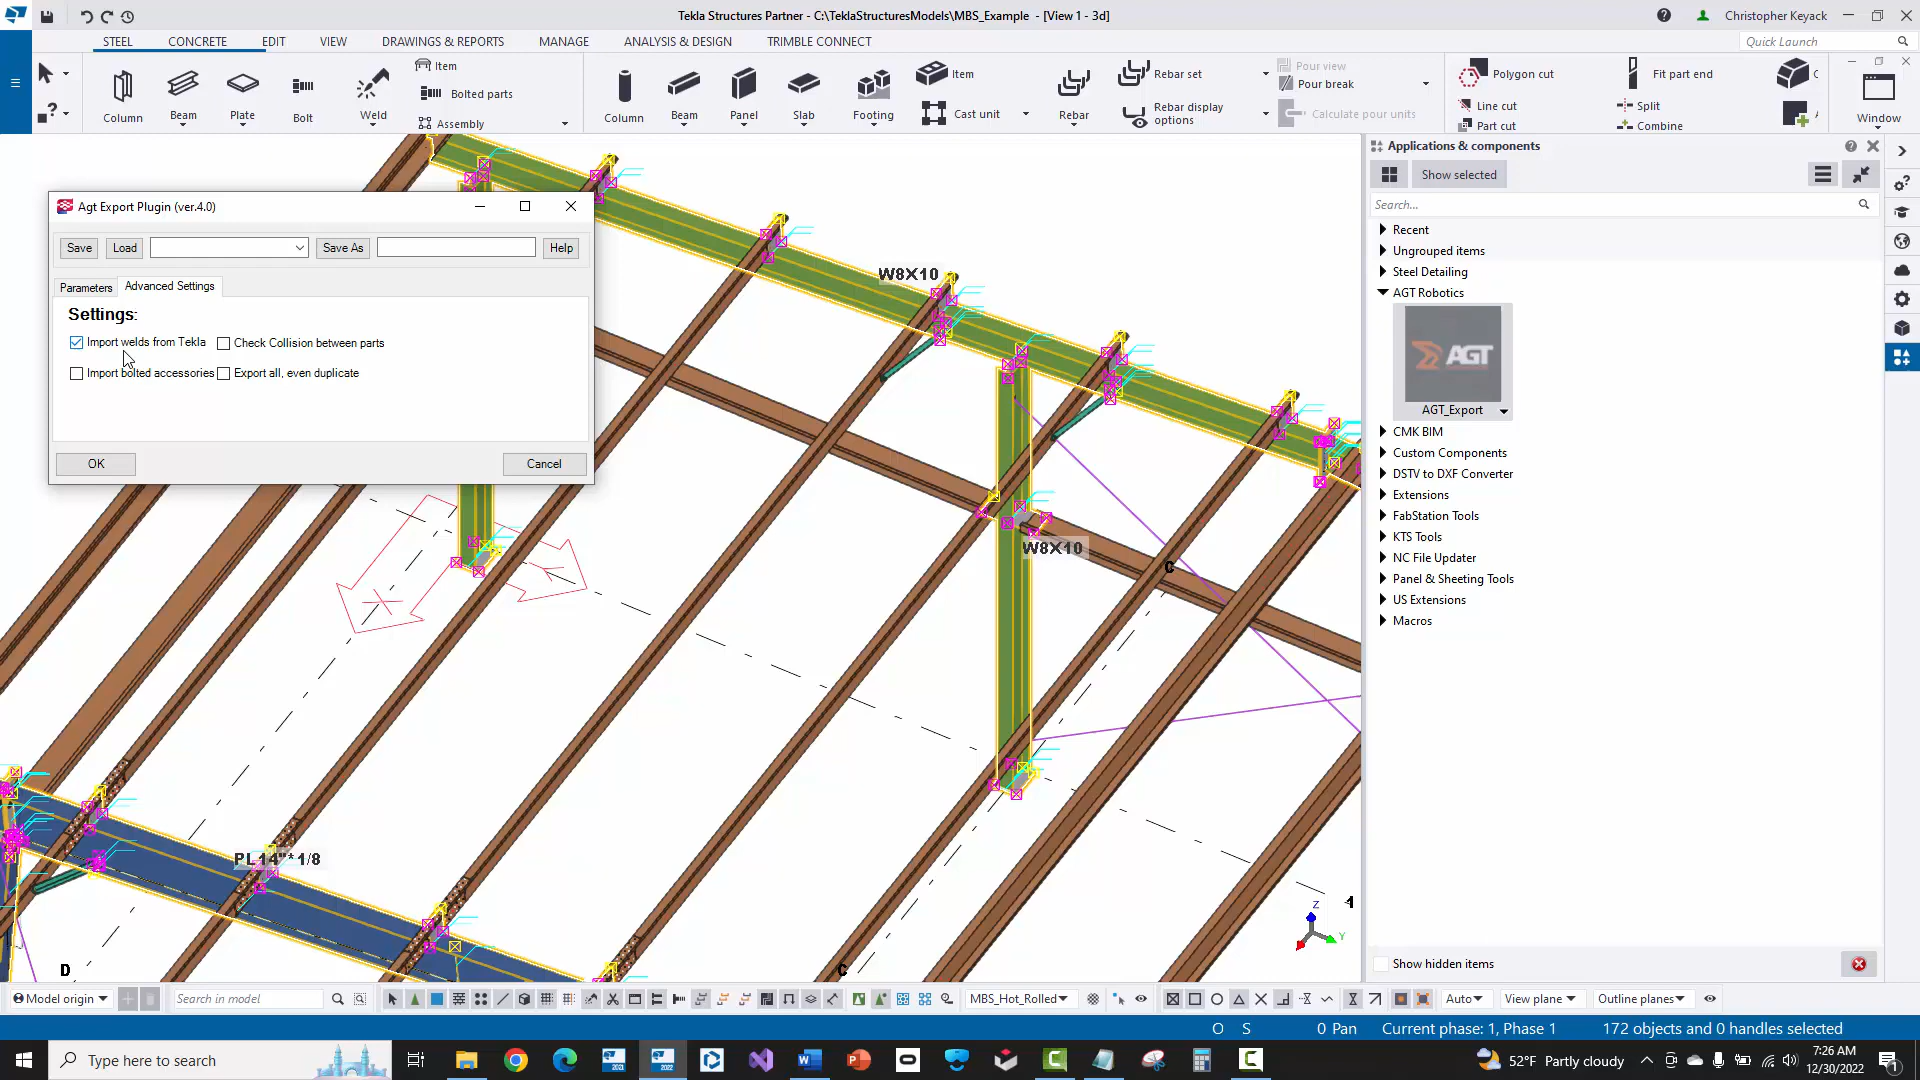 Tekla Structures Partner - C:\TeklaStructuresModels\MBS_Example - [View 1 - 3d]
Christopher Keyack
STEEL CONCRETE EDIT VIEW DRAWINGS & REPORTS MANAGE ANALYSIS & DESIGN TRIMBLE CONNECT
Quick Launch
Column Beam Plate Bolt Weld
Item
Bolted parts
Assembly
Column Beam Panel Slab Footing
Item
Cast unit
Rebar
Rebar set
Rebar display options
Pour view
Pour break
Calculate pour units
Polygon cut
Line cut
Part cut
Fit part end
Split
Combine
Window
Agt Export Plugin (ver.4.0)
Save Load Save As Help
Parameters Advanced Settings
Settings:
Import welds from Tekla Check Collision between parts
Import bolted accessories Export all, even duplicate
OK Cancel
W8X10
W8X10
PL14"*1/8
C
D
C
1
X
Z
Y
Applications & components
Show selected
Search...
Recent
Ungrouped items
Steel Detailing
AGT Robotics
AGT
AGT_Export
CMK BIM
Custom Components
DSTV to DXF Converter
Extensions
FabStation Tools
KTS Tools
NC File Updater
Panel & Sheeting Tools
US Extensions
Macros
Show hidden items
Model origin
Search in model
MBS_Hot_Rolled
Auto
View plane
Outline planes
O S 0 Pan Current phase: 1, Phase 1 172 objects and 0 handles selected
Type here to search
52°F Partly cloudy
7:26 AM
12/30/2022